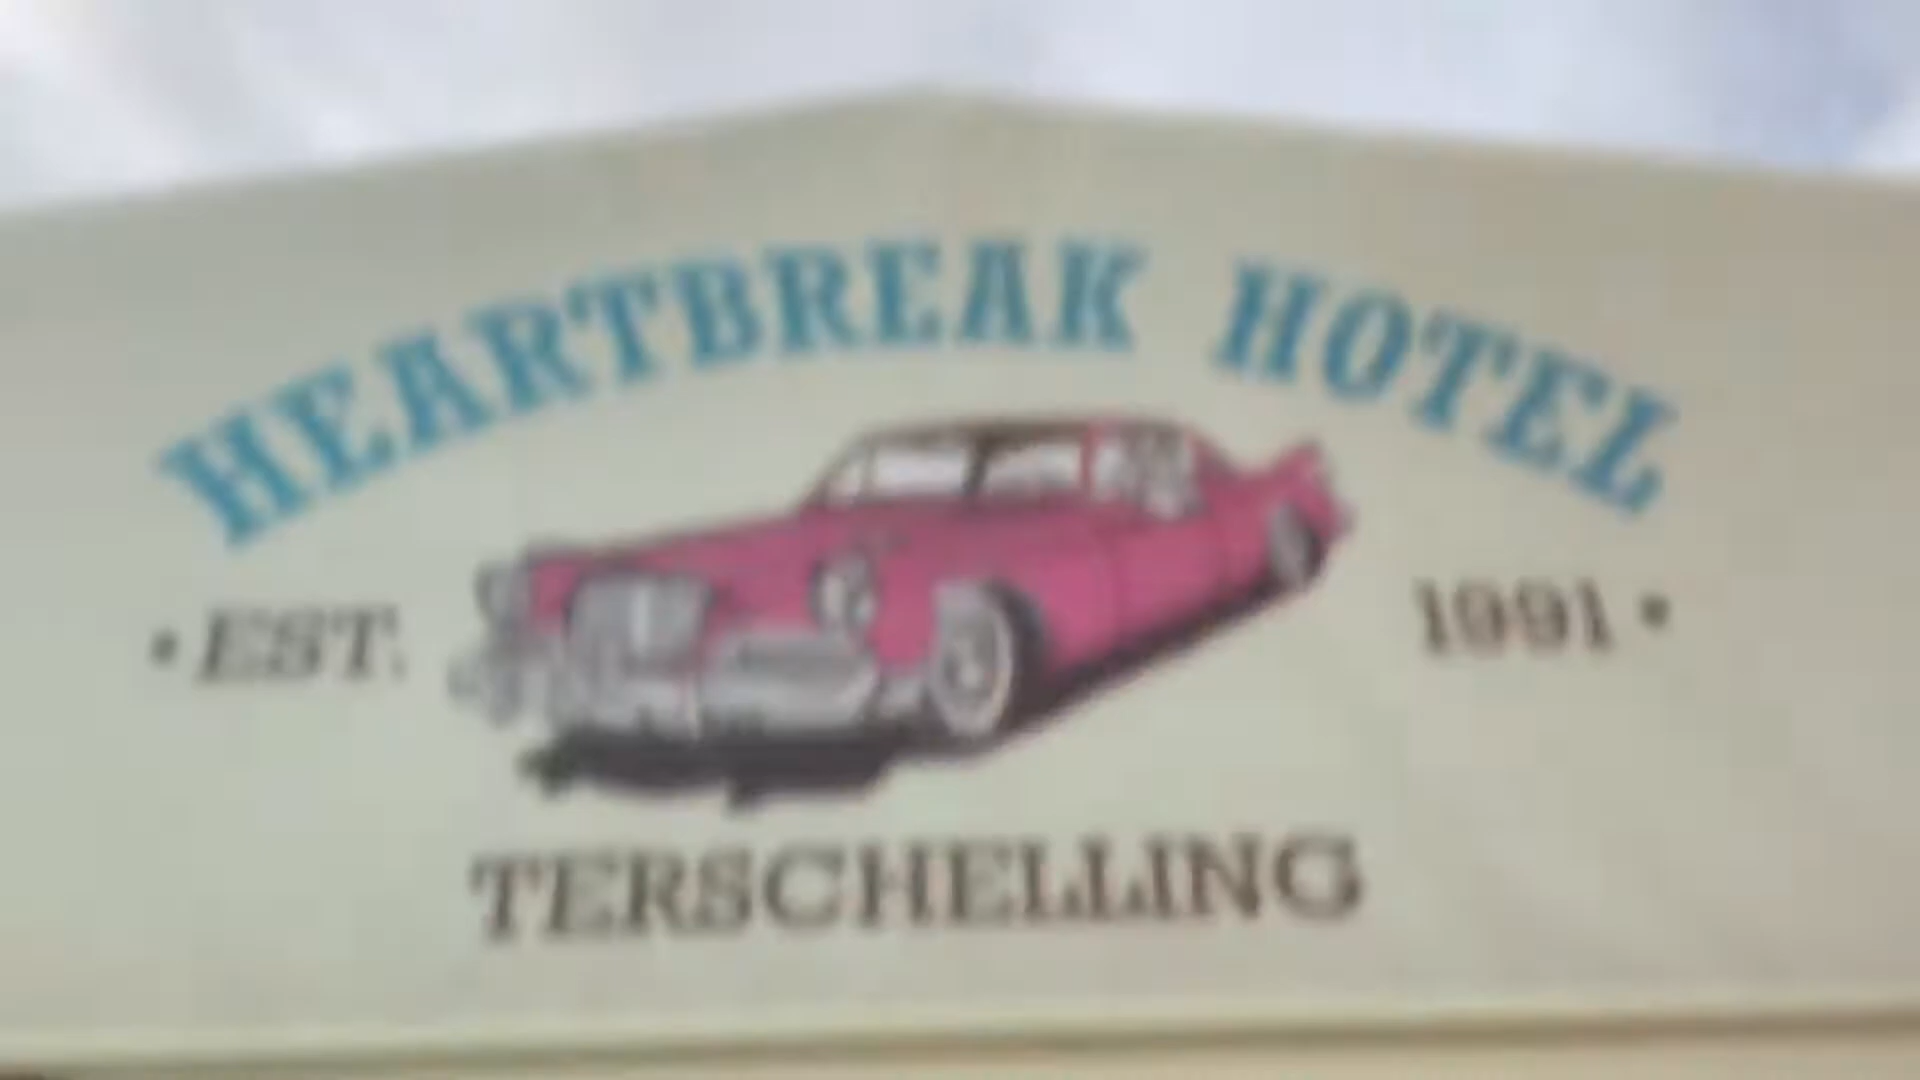 HEARTBREAK HOTEL
• EST. 1991 •
TERSCHELLING